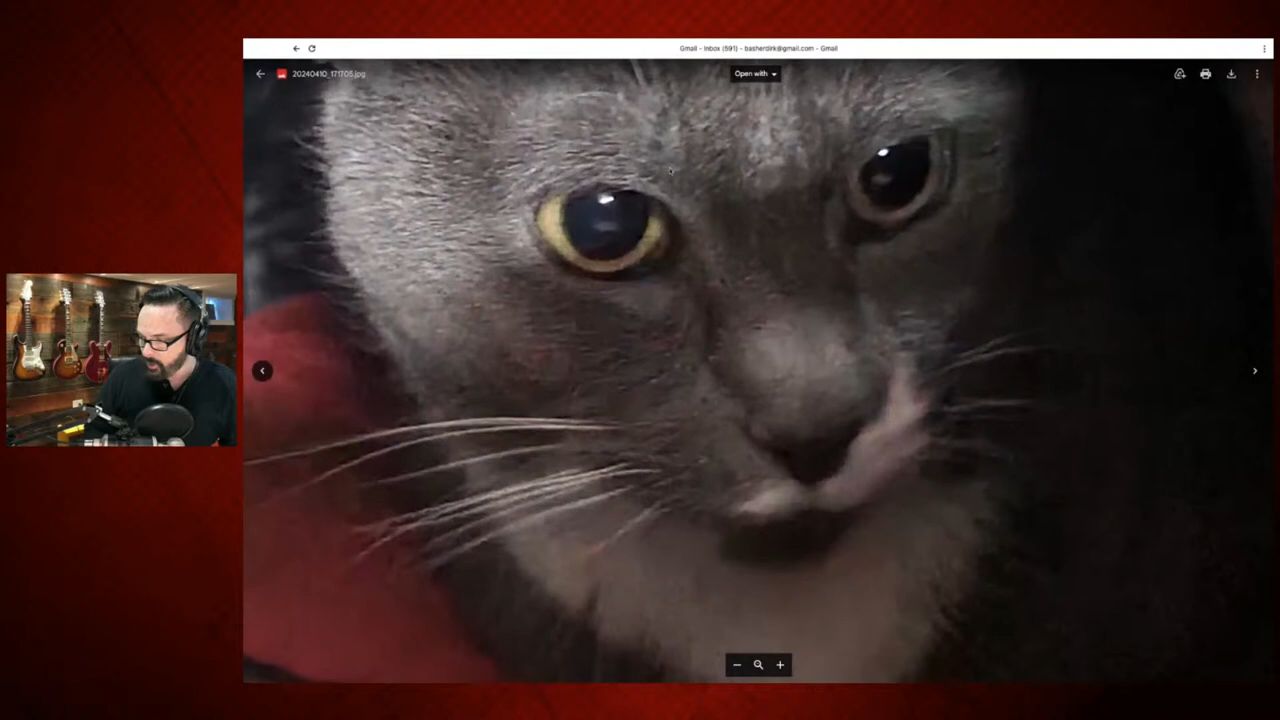 Gmail - Inbox (591) - basherdirk@gmail.com - Gmail
20240410_171705.jpg
Open with